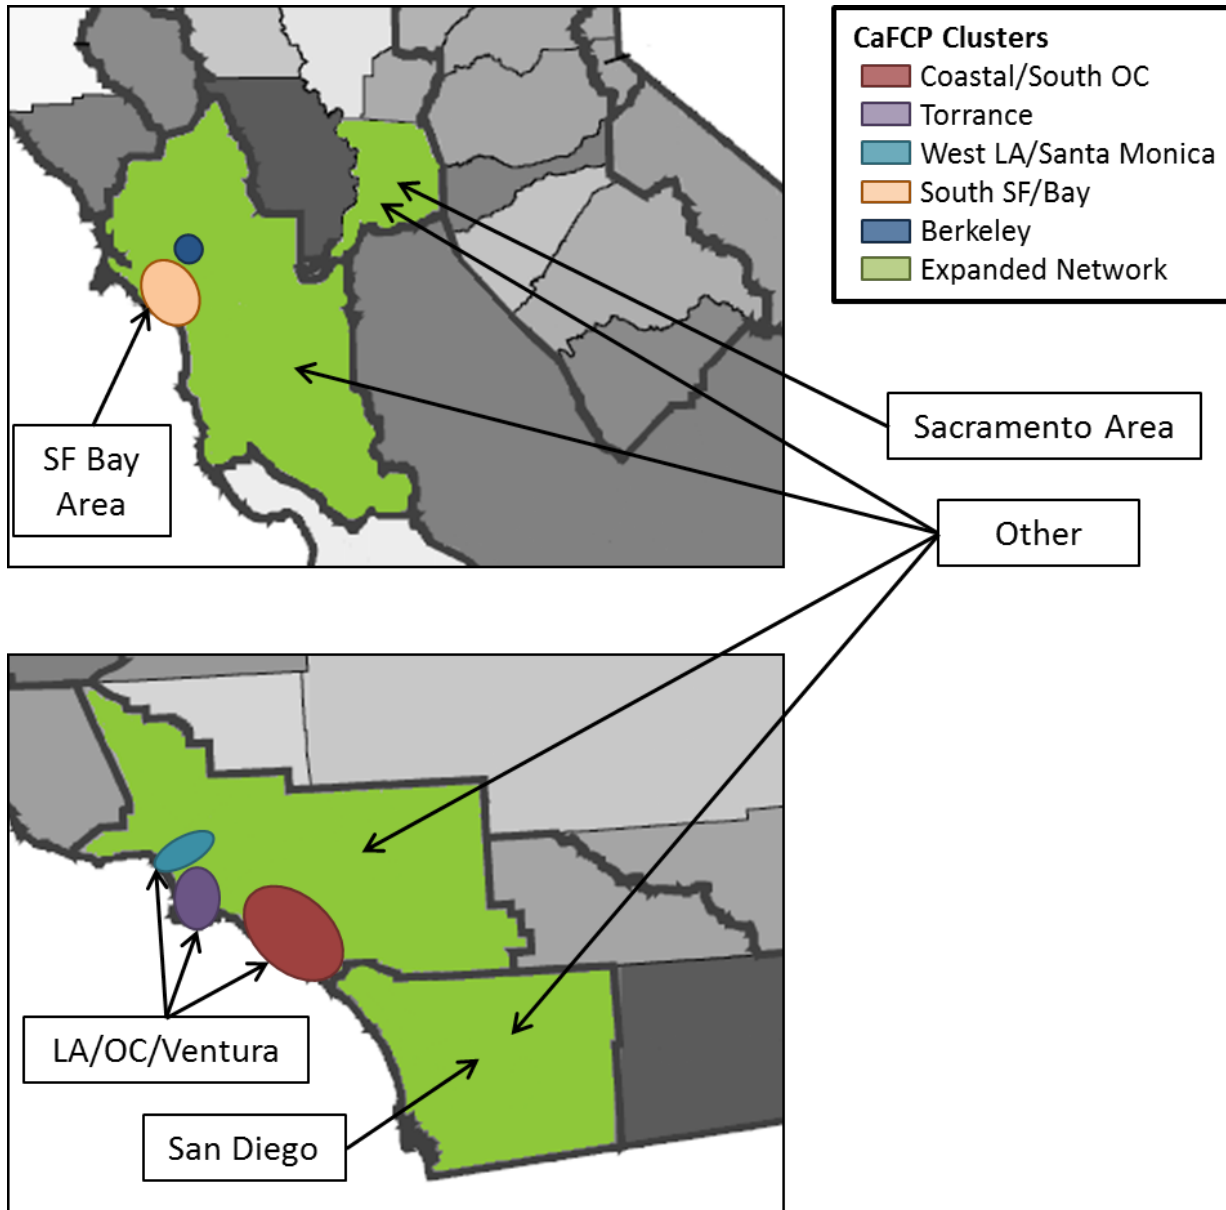 CaFCP Clusters
Coastal/South OC
Torrance
West LA/Santa Monica
South SF/Bay
Berkeley
Expanded Network
SF Bay
Area
Sacramento Area
Other
LA/OC/Ventura
San Diego